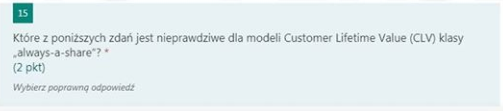 15
Które z poniższych zdań jest nieprawdziwe dla modeli Customer Lifetime Value (CLV) klasy
„always-a-share”? *
(2 pkt)
Wybierz poprawną odpowiedź